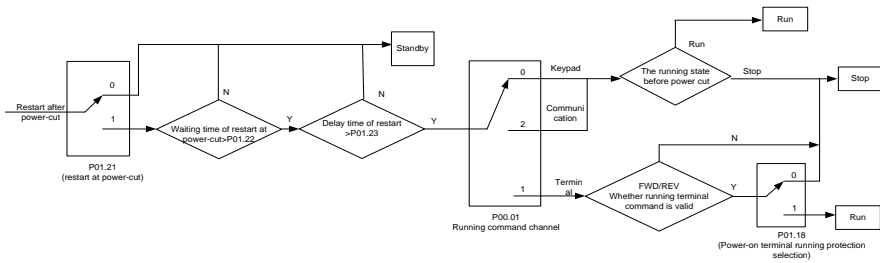 Restart after
power-cut
0
1
P01.21
(restart at power-cut)
N
Waiting time of restart at
power-cut>P01.22
Y
N
Delay time of restart
>P01.23
Y
Standby
0
2
1
P00.01
Running command channel
Keypad
Communi
cation
Termin
al
Run
Run
The running state
before power cut
Stop
Stop
N
FWD/REV
Whether running terminal
command is valid
Y
0
1
P01.18
(Power-on terminal running protection
selection)
Run